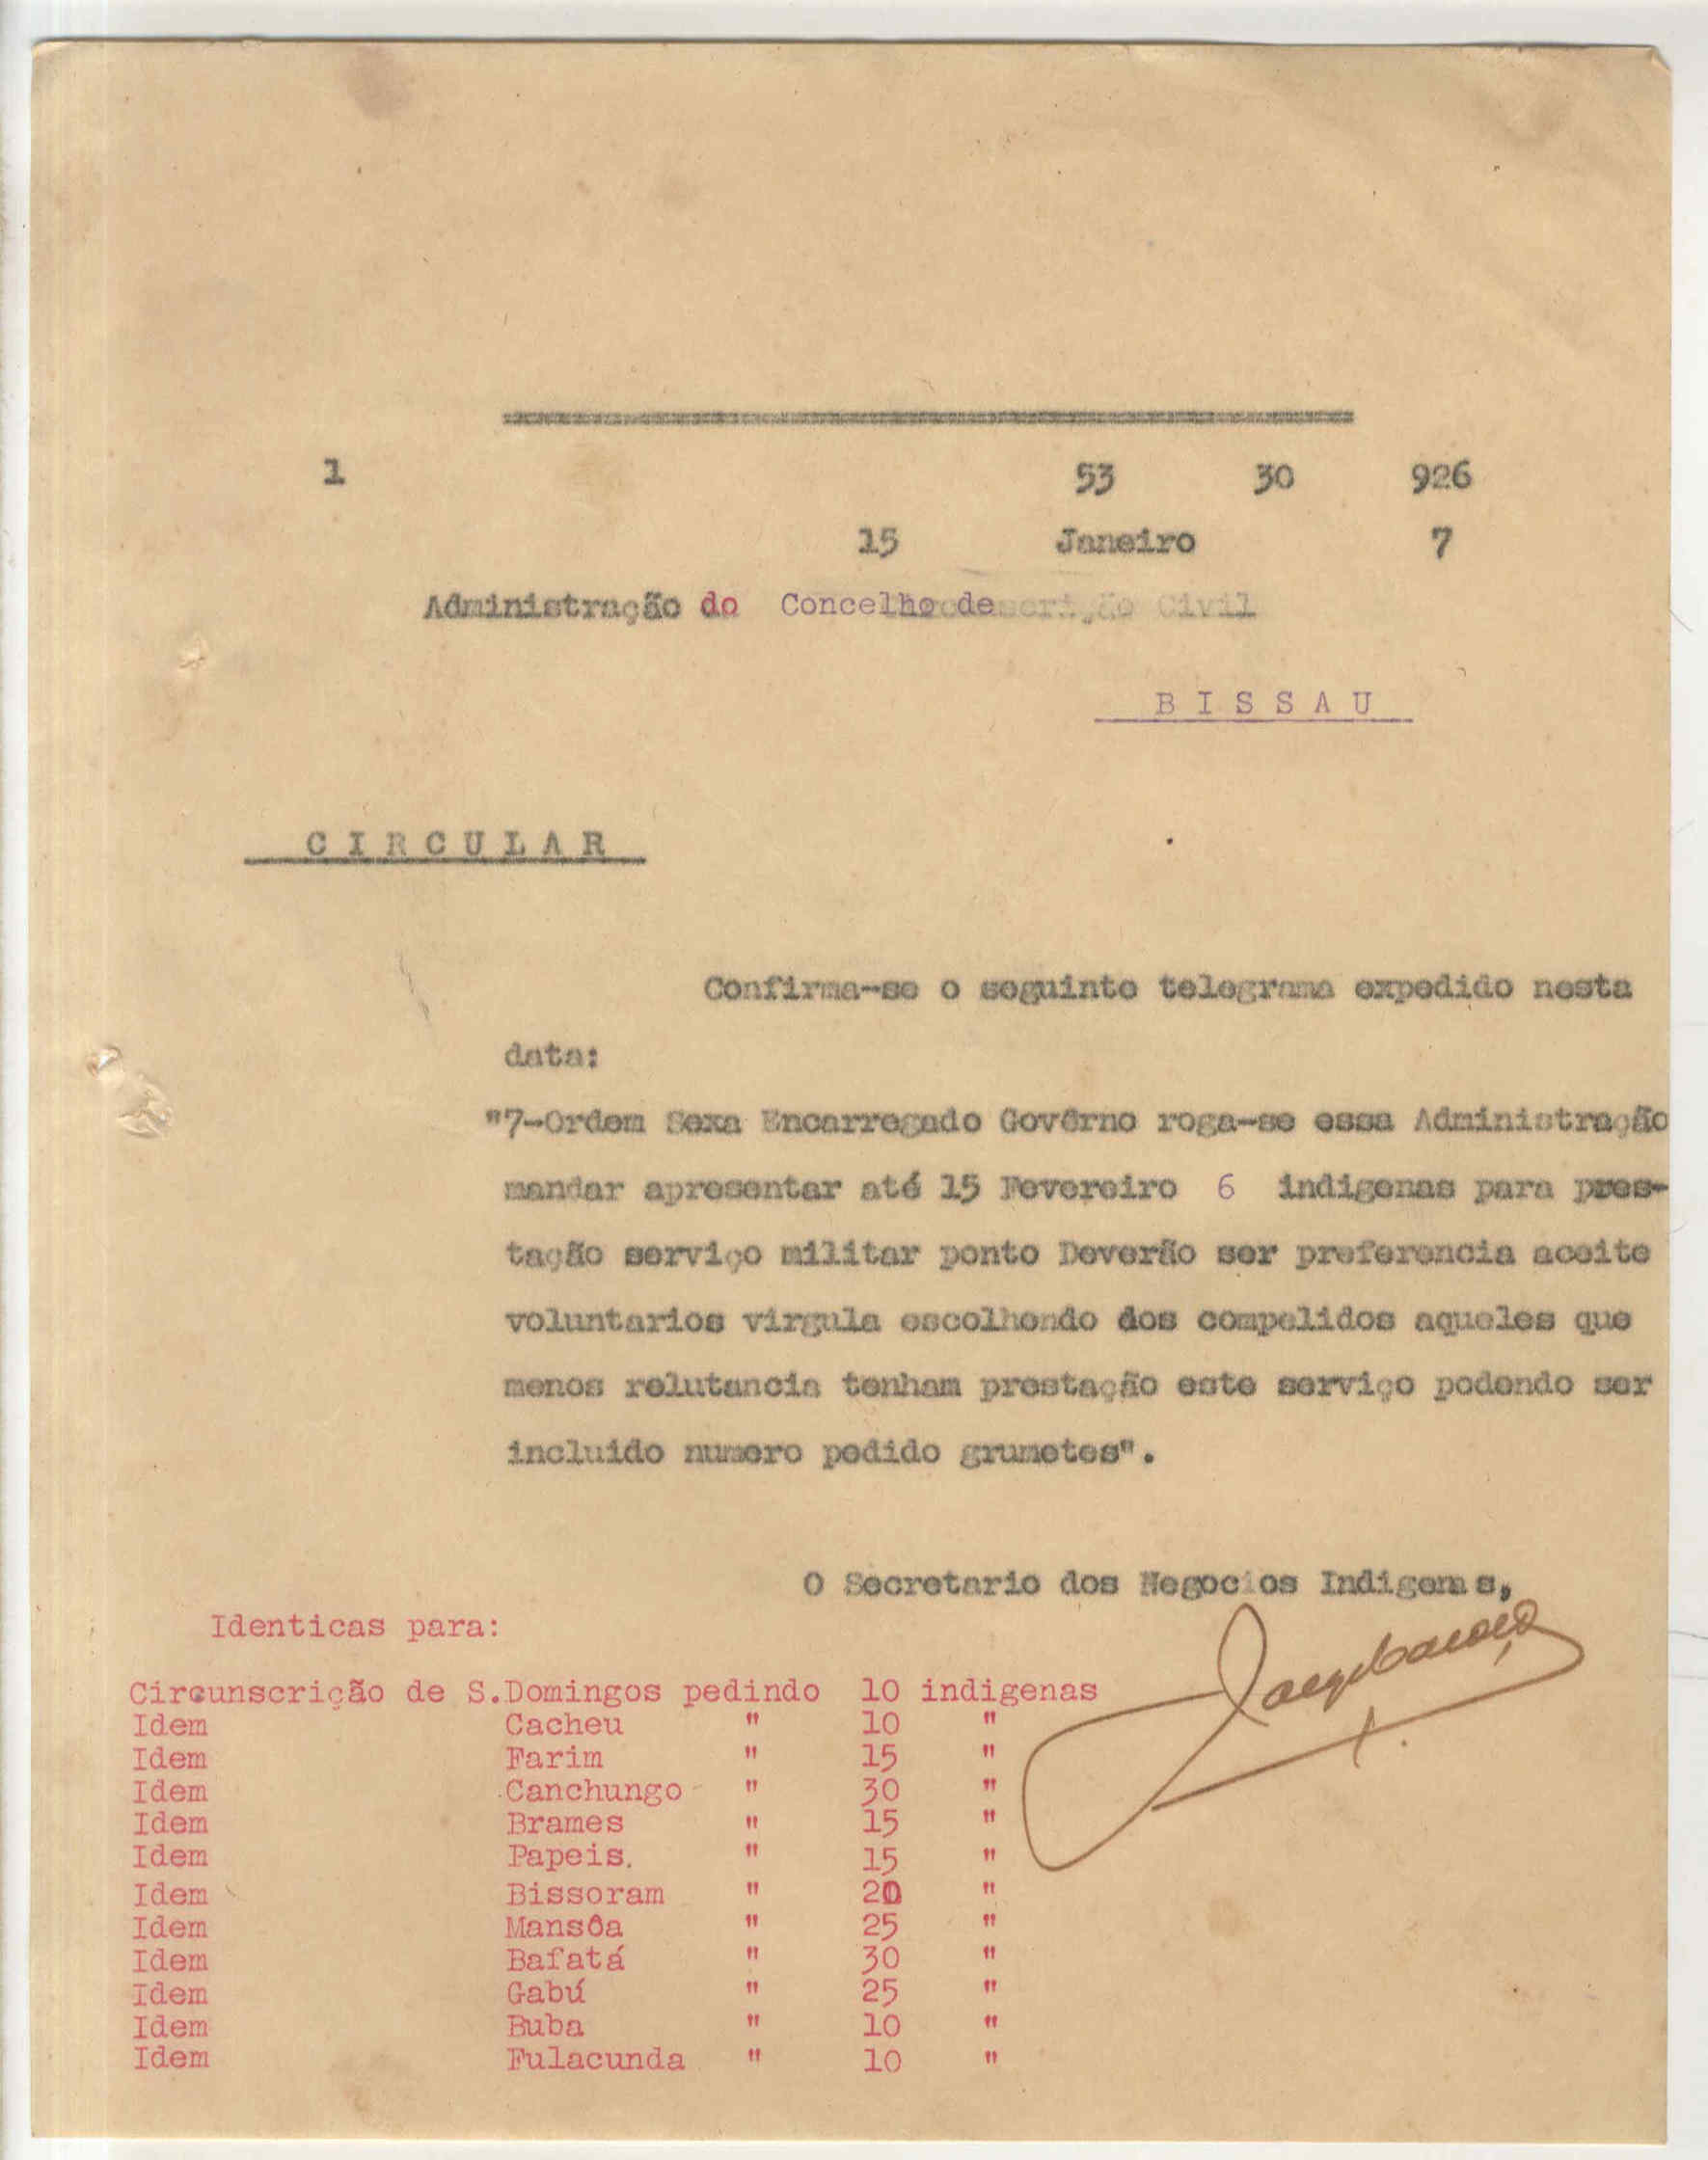 1 53 30 926
15 Janeiro 7
Administração do Concelho de Civil
BISSAU
CIRCULAR
Confirma-se o seguinte telegrama expedido nesta
data:
"7-Ordem Sexa Encarregado Govêrno roga-se essa Administração
mandar apresentar até 15 Fevereiro 6 indigenas para pres-
tação serviço militar ponto Deverão ser preferencia aceite
voluntarios virgula escolhendo dos compelidos aqueles que
menos relutancia tenham prestação este serviço podendo ser
incluido numero pedido grumetes".
O Secretario dos Negocios Indigenas,
Identicas para:
Circunscrição de S.Domingos pedindo 10 indigenas
Idem Cacheu " 10 "
Idem Farim " 15 "
Idem Canchungo " 30 "
Idem Brames " 15 "
Idem Papeis. " 15 "
Idem Bissoram " 20 "
Idem Mansôa " 25 "
Idem Bafatá " 30 "
Idem Gabú " 25 "
Idem Buba " 10 "
Idem Fulacunda " 10 "